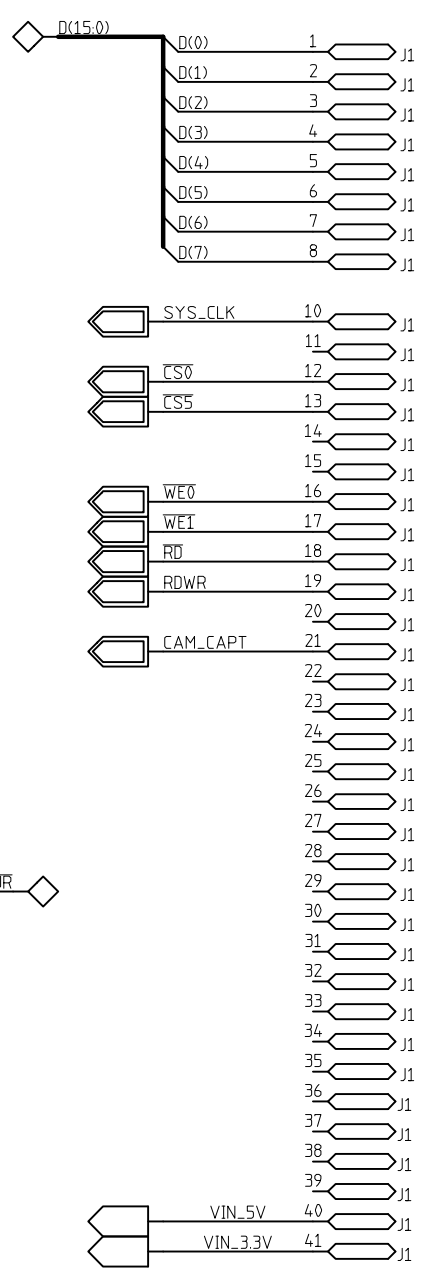 D(15:0)
D(0) 1 J1
D(1) 2 J1
D(2) 3 J1
D(3) 4 J1
D(4) 5 J1
D(5) 6 J1
D(6) 7 J1
D(7) 8 J1
SYS_CLK 10 J1
11 J1
CS0 12 J1
CS5 13 J1
14 J1
15 J1
WE0 16 J1
WE1 17 J1
RD 18 J1
RDWR 19 J1
20 J1
CAM_CAPT 21 J1
22 J1
23 J1
24 J1
25 J1
26 J1
27 J1
28 J1
29 J1
30 J1
31 J1
32 J1
33 J1
34 J1
35 J1
36 J1
37 J1
38 J1
39 J1
VIN_5V 40 J1
VIN_3.3V 41 J1